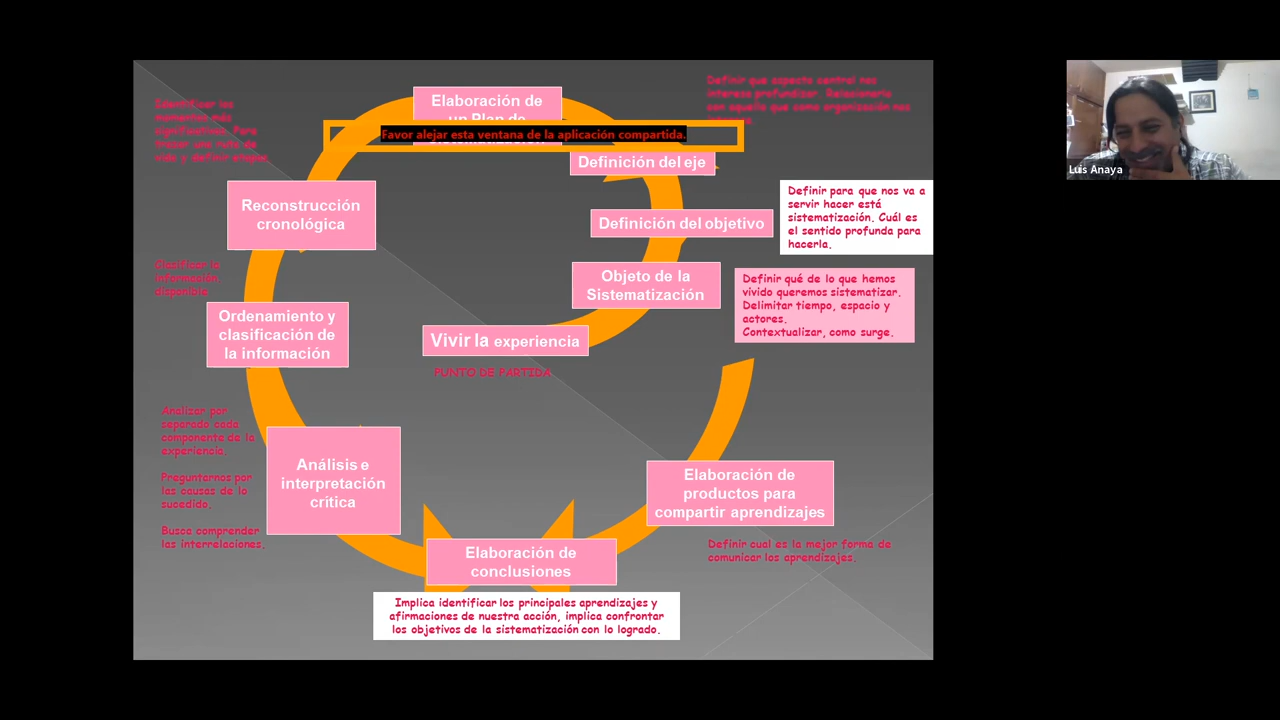 Elaboración de
un Plan de
Sistematización
Favor alejar esta ventana de la aplicación compartida.
Definir que aspecto central nos
interesa profundizar. Relacionarlo
con aquello que como organización nos
Identificar los
momentos más
significativos. Para
trazar una ruta de
vida y definir etapas
Definición del eje
Luis Anaya
Reconstrucción
cronológica
Definición del objetivo
Definir para que nos va a
servir hacer está
sistematización. Cuál es
el sentido profunda para
hacerla.
Clasificar la
información
disponible
Objeto de la
Sistematización
Definir qué de lo que hemos
vivido queremos sistematizar.
Delimitar tiempo, espacio y
actores.
Contextualizar, como surge.
Ordenamiento y
clasificación de
la información
Vivir la experiencia
PUNTO DE PARTIDA
Analizar por
separado cada
componente de la
experiencia.
Preguntarnos por
las causas de lo
sucedido.
Busca comprender
las interrelaciones.
Análisis e
interpretación
crítica
Elaboración de
productos para
compartir aprendizajes
Definir cual es la mejor forma de
comunicar los aprendizajes.
Elaboración de
conclusiones
Implica identificar los principales aprendizajes y
afirmaciones de nuestra acción, implica confrontar
los objetivos de la sistematización con lo logrado.